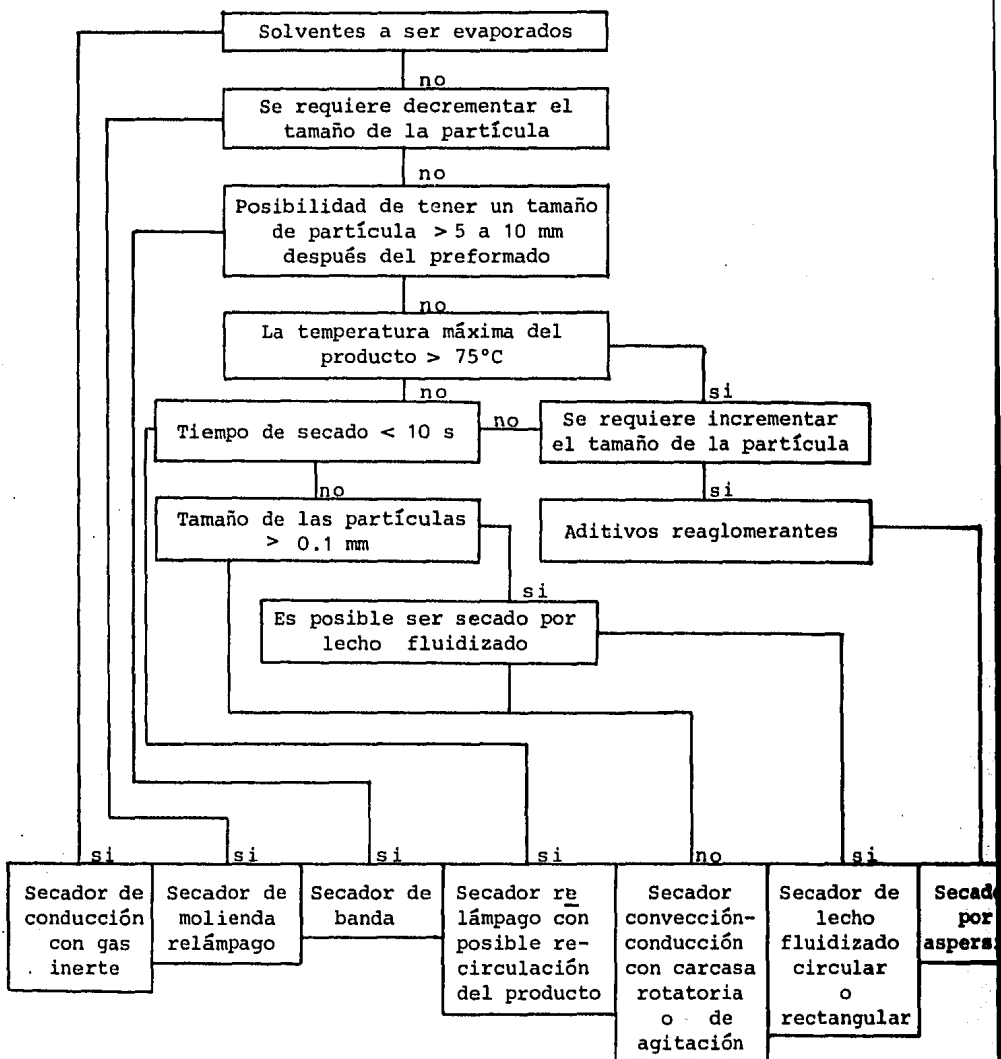 Solventes a ser evaporados
no
Se requiere decrementar el
tamaño de la partícula
no
Posibilidad de tener un tamaño
de partícula > 5 a 10 mm
después del preformado
no
La temperatura máxima del
producto > 75°C
no
si
Tiempo de secado < 10 s
no
Se requiere incrementar
el tamaño de la partícula
no
si
Tamaño de las partículas
> 0.1 mm
Aditivos reaglomerantes
si
Es posible ser secado por
lecho fluidizado
si
si
si
si
no
si
Secador de
conducción
con gas
inerte
Secador de
molienda
relámpago
Secador de
banda
Secador re
lámpago con
posible re-
circulación
del producto
Secador
convección-
conducción
con carcasa
rotatoria
o de
agitación
Secador de
lecho
fluidizado
circular
o
rectangular
Secad
por
aspers